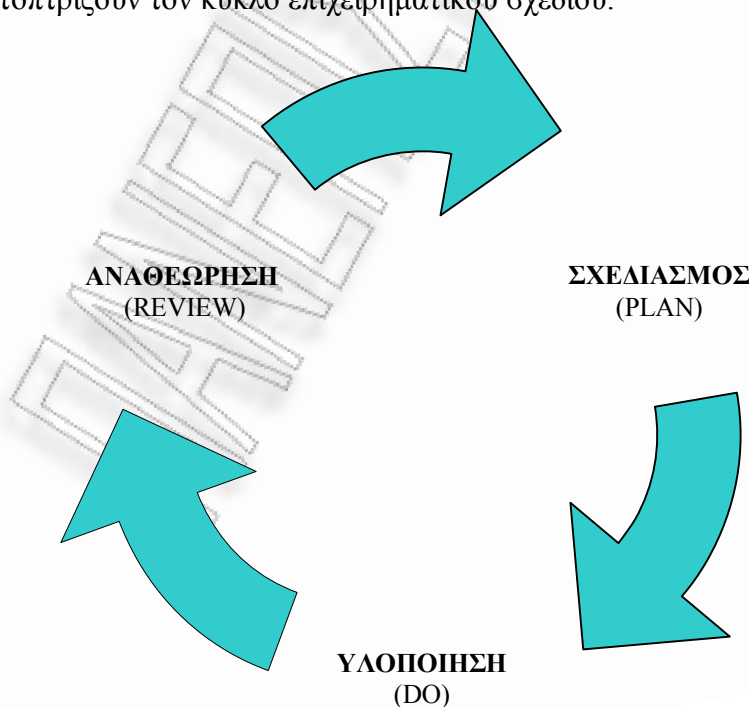 τον κύκλο επιχειρηματικού σχεδίου.
ΑΝΑΘΕΩΡΗΣΗ
(REVIEW)
ΣΧΕΔΙΑΣΜΟΣ
(PLAN)
ΥΛΟΠΟΙΗΣΗ
(DO)